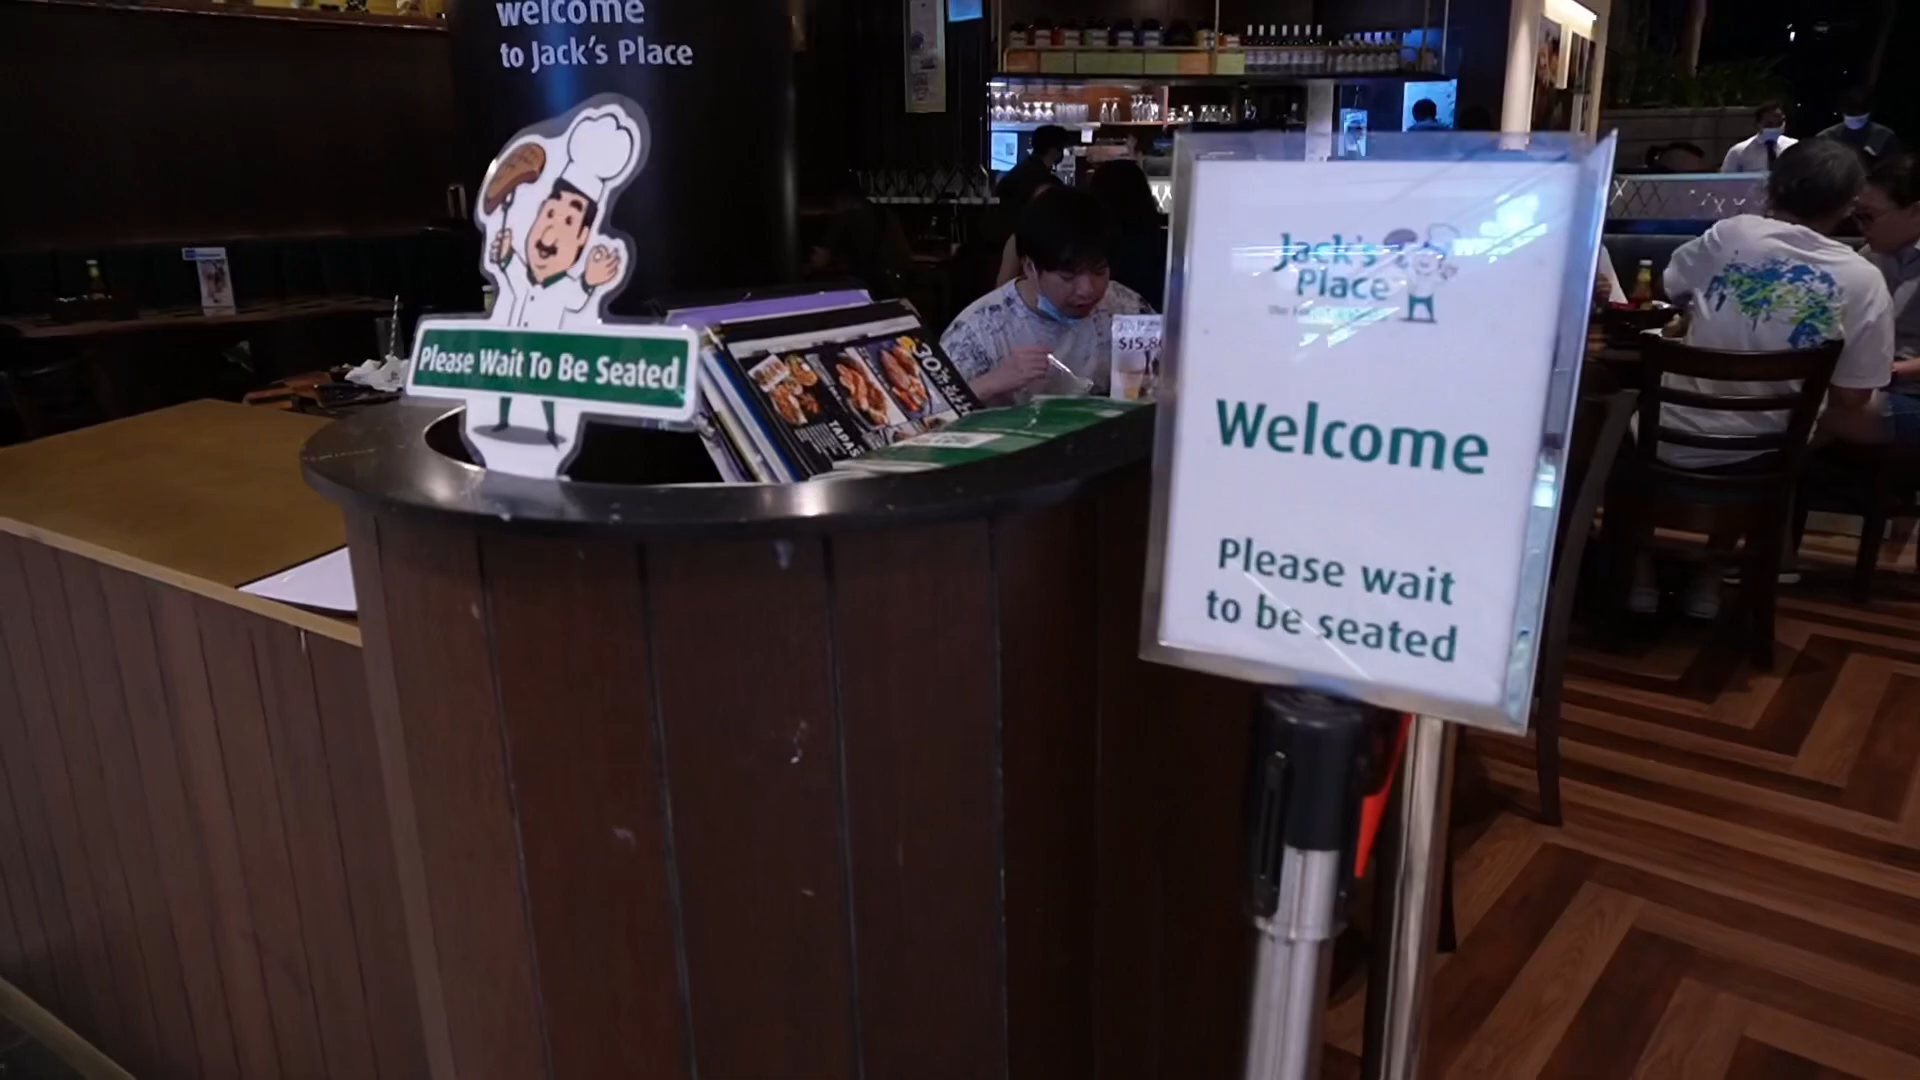 welcome
to Jack's Place
Please Wait To Be Seated
30%
TAPAS
$15.8
Jack's
Place
Welcome
Please wait
to be seated